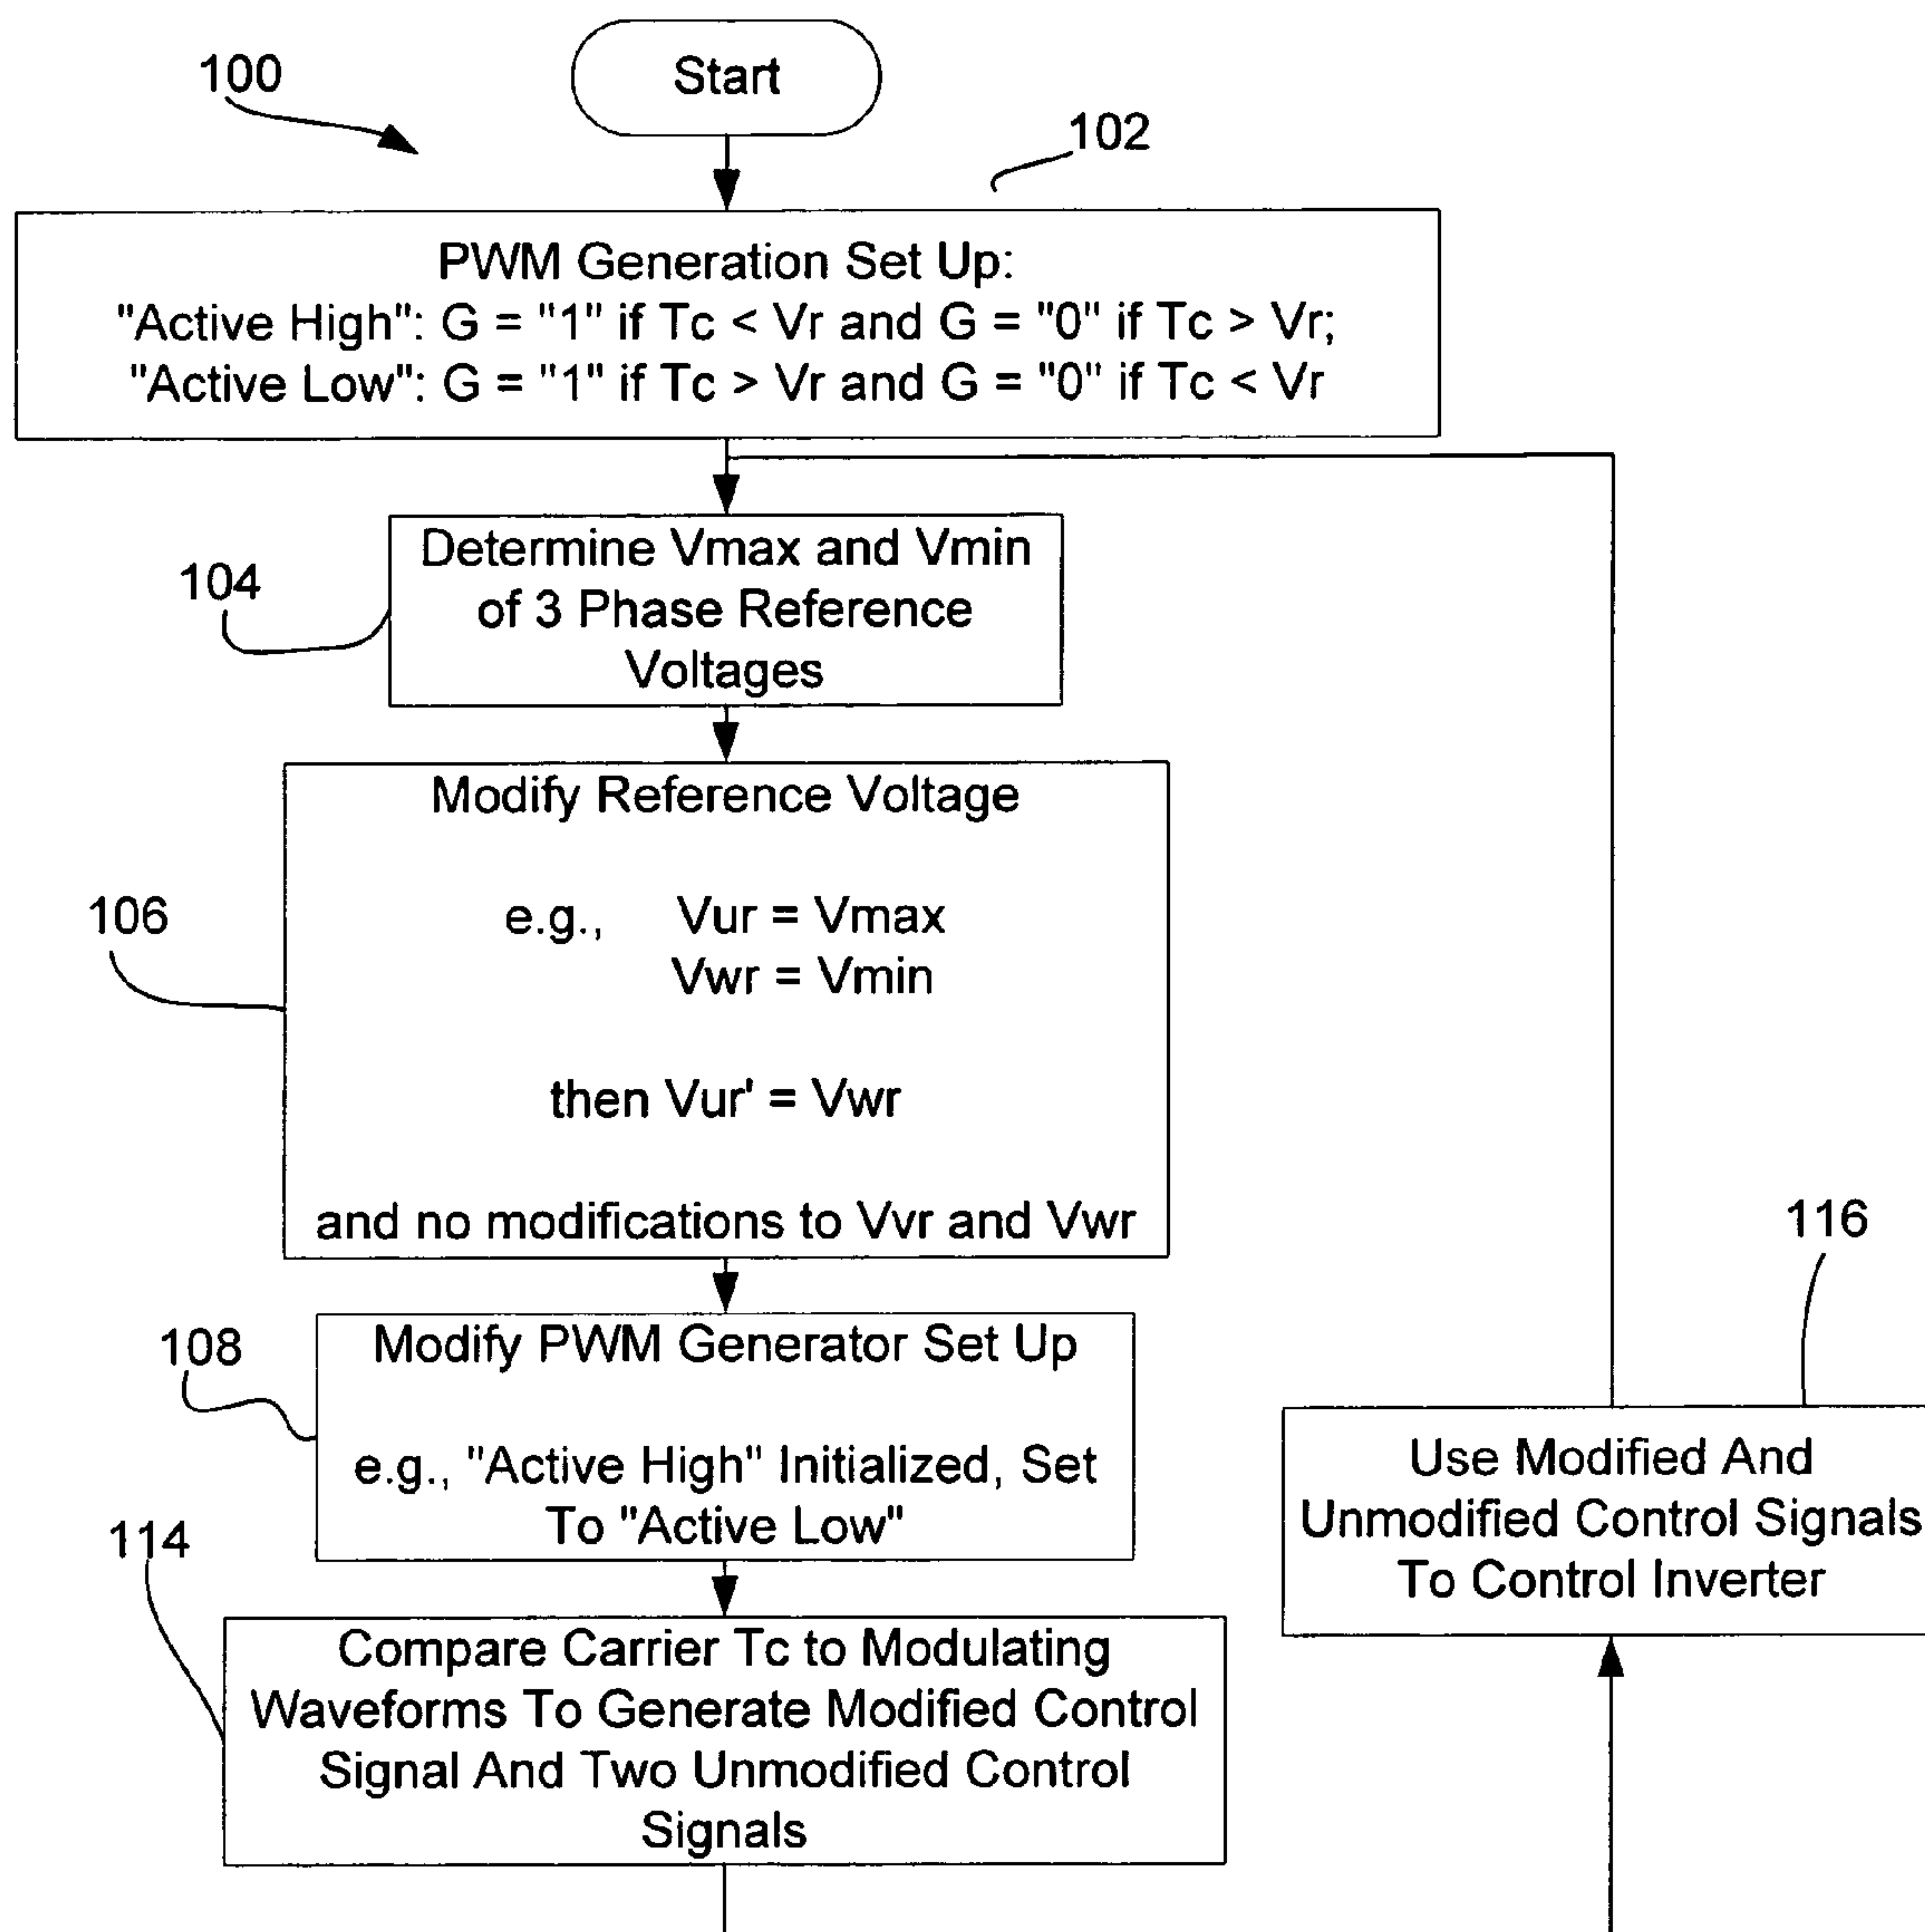 100
Start
102
PWM Generation Set Up:
"Active High": G = "1" if Tc < Vr and G = "0" if Tc > Vr;
"Active Low": G = "1" if Tc > Vr and G = "0" if Tc < Vr
104
Determine Vmax and Vmin
of 3 Phase Reference
Voltages
106
Modify Reference Voltage
e.g., Vur = Vmax
Vwr = Vmin
then Vur' = Vwr
and no modifications to Vvr and Vwr
108
Modify PWM Generator Set Up
e.g., "Active High" Initialized, Set
To "Active Low"
114
Compare Carrier Tc to Modulating
Waveforms To Generate Modified Control
Signal And Two Unmodified Control
Signals
116
Use Modified And
Unmodified Control Signals
To Control Inverter